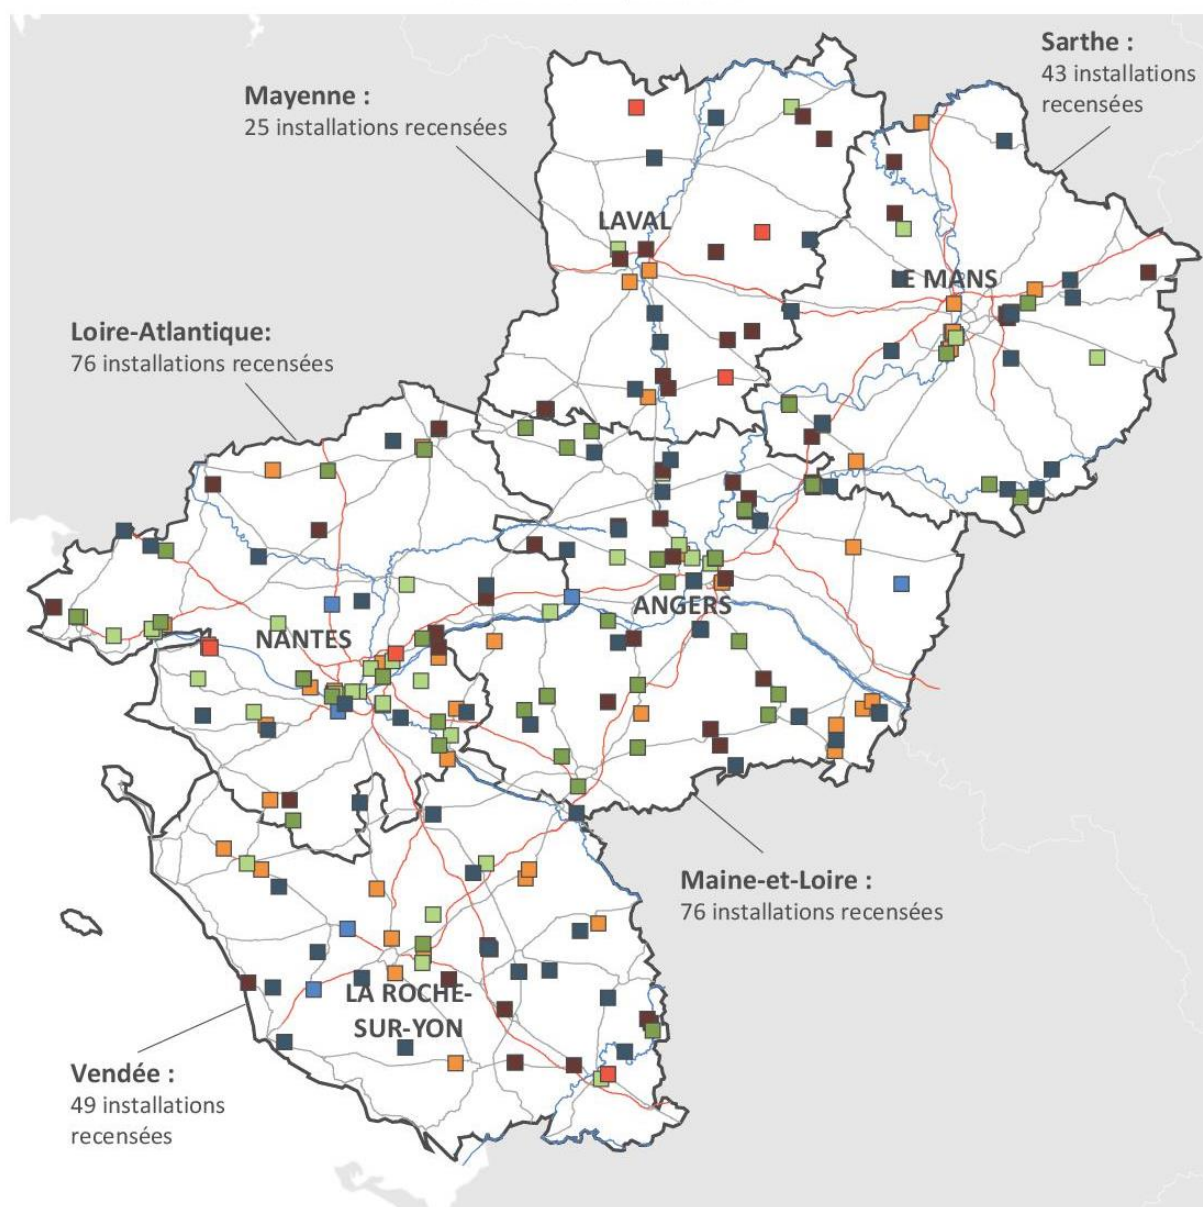 Sarthe :
43 installations
recensées
Mayenne :
25 installations recensées
LAVAL
LE MANS
Loire-Atlantique:
76 installations recensées
ANGERS
NANTES
Maine-et-Loire :
76 installations recensées
LA ROCHE-
SUR-YON
Vendée :
49 installations
recensées